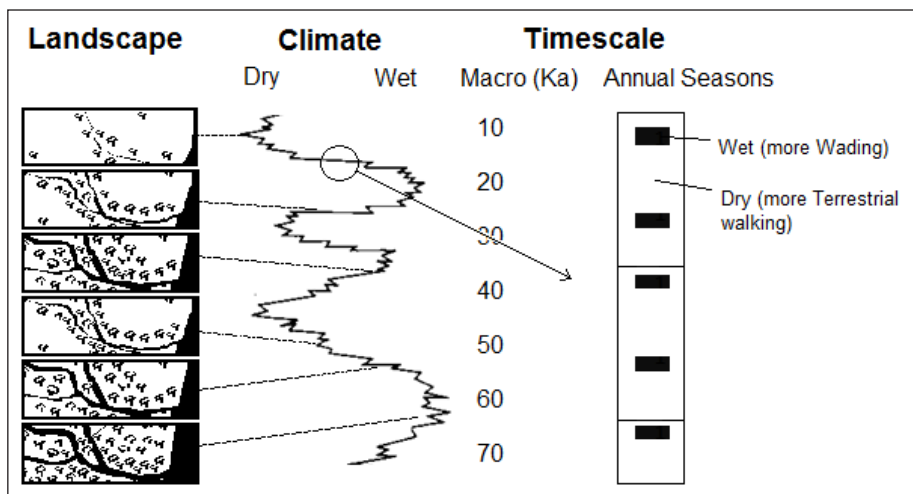 Landscape Climate Timescale
Dry Wet Macro (Ka) Annual Seasons
10
Wet (more Wading)
20
Dry (more Terrestrial
walking)
30
40
50
60
70